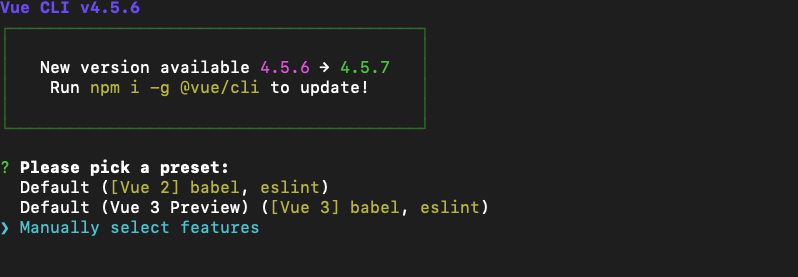 Vue CLI v4.5.6
New version available 4.5.6 → 4.5.7
Run npm i -g @vue/cli to update!
? Please pick a preset:
Default ([Vue 2] babel, eslint)
Default (Vue 3 Preview) ([Vue 3] babel, eslint)
❯ Manually select features